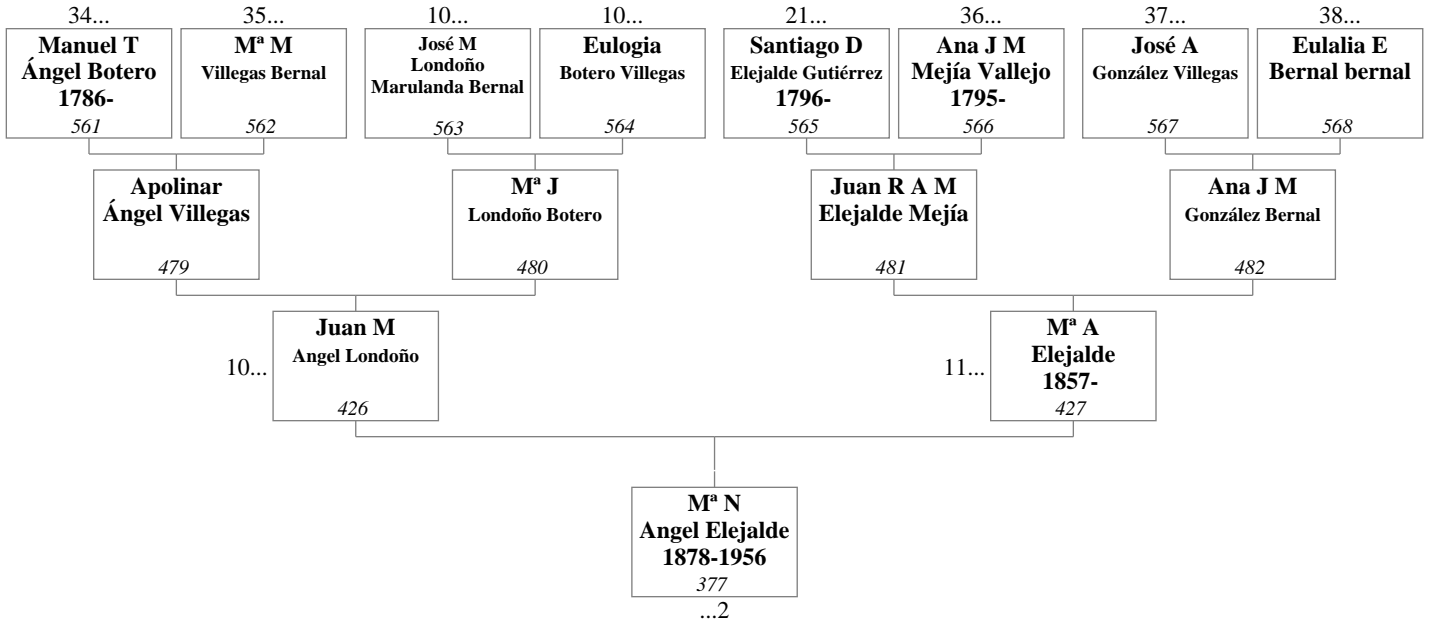 34...
35...
10...
10...
21...
36...
37...
38...
Manuel T
Ángel Botero
1786-
561
Mª M
Villegas Bernal
562
José M
Londoño
Marulanda Bernal
563
Eulogia
Botero Villegas
564
Santiago D
Elejalde Gutiérrez
1796-
565
Ana J M
Mejía Vallejo
1795-
566
José A
González Villegas
567
Eulalia E
Bernal bernal
568
Apolinar
Ángel Villegas
479
Mª J
Londoño Botero
480
Juan R A M
Elejalde Mejía
481
Ana J M
González Bernal
482
10...
Juan M
Angel Londoño
426
11...
Mª A
Elejalde
1857-
427
Mª N
Angel Elejalde
1878-1956
377
...2